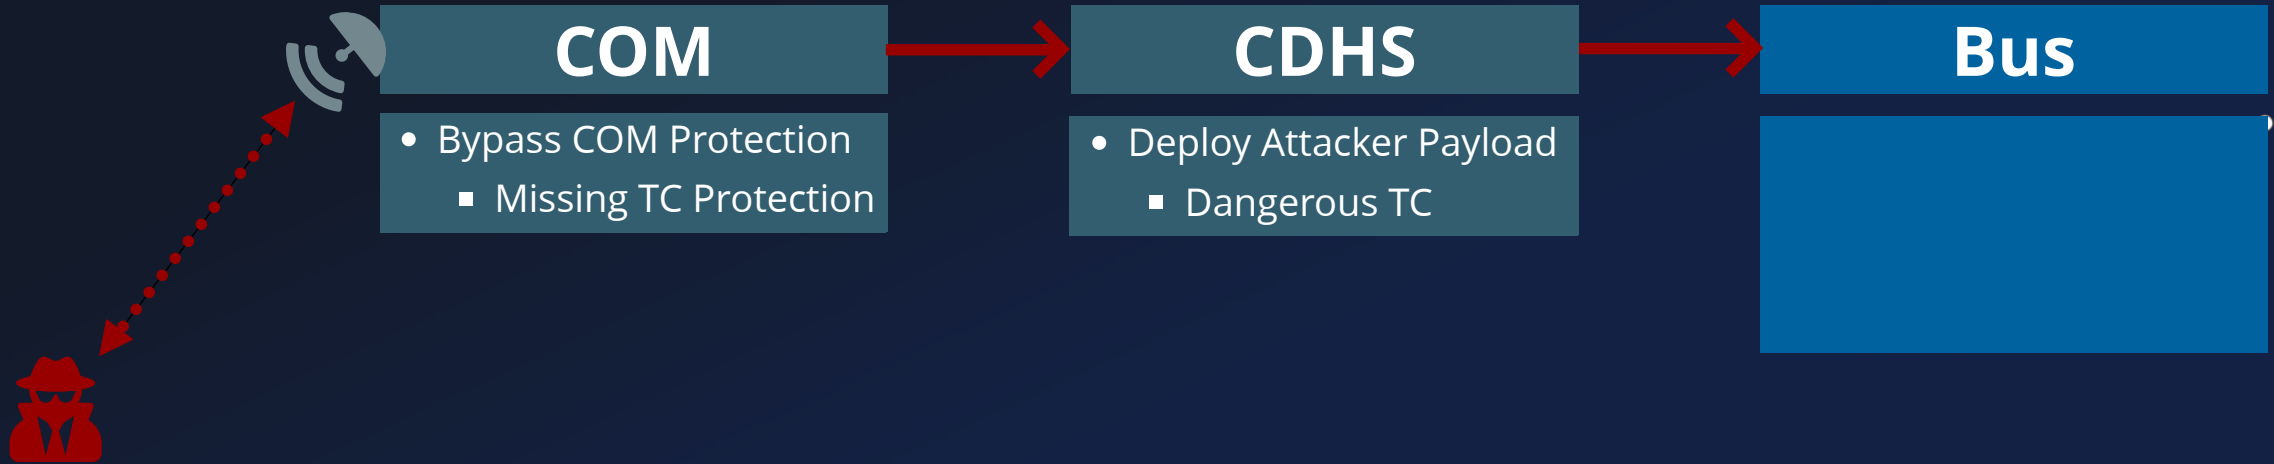 COM
CDHS
Bus
Bypass COM Protection
Missing TC Protection
Deploy Attacker Payload
Dangerous TC